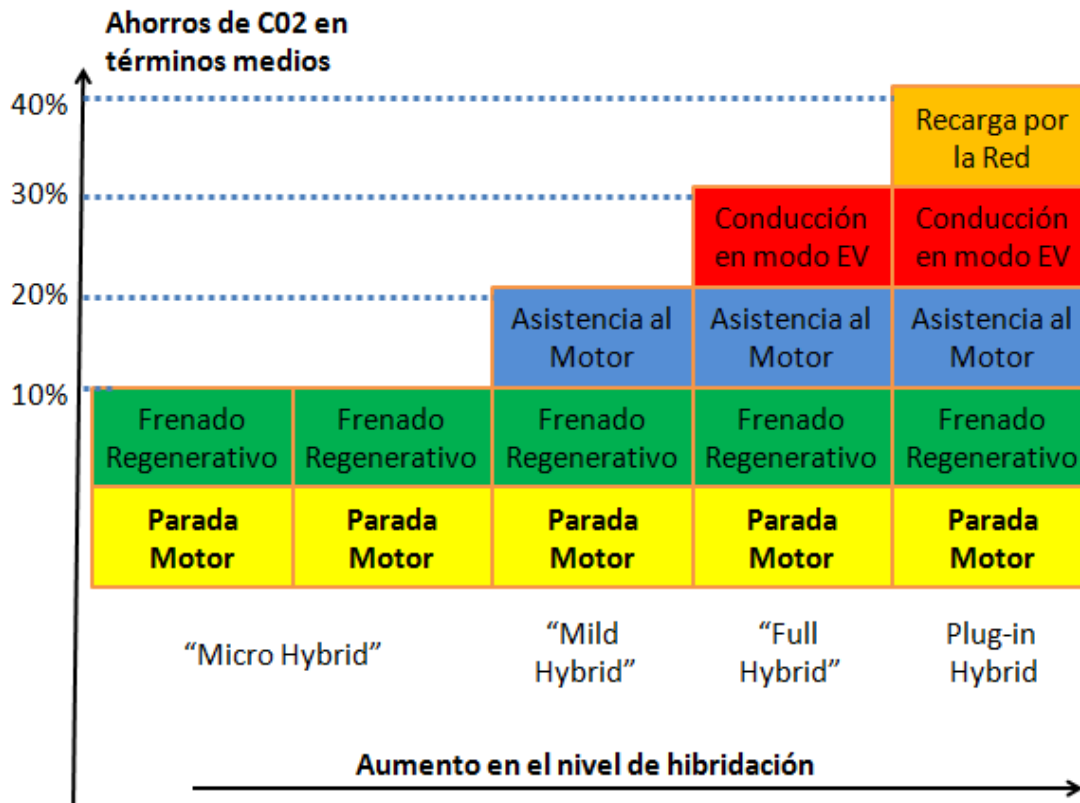 Ahorros de C02 en
términos medios
40%
Recarga por
la Red
30%
Conducción
en modo EV
Conducción
en modo EV
20%
Asistencia al
Motor
Asistencia al
Motor
Asistencia al
Motor
10%
Frenado
Regenerativo
Frenado
Regenerativo
Frenado
Regenerativo
Frenado
Regenerativo
Frenado
Regenerativo
Parada
Motor
Parada
Motor
Parada
Motor
Parada
Motor
Parada
Motor
“Micro Hybrid”
“Mild
Hybrid”
“Full
Hybrid”
Plug-in
Hybrid
Aumento en el nivel de hibridación